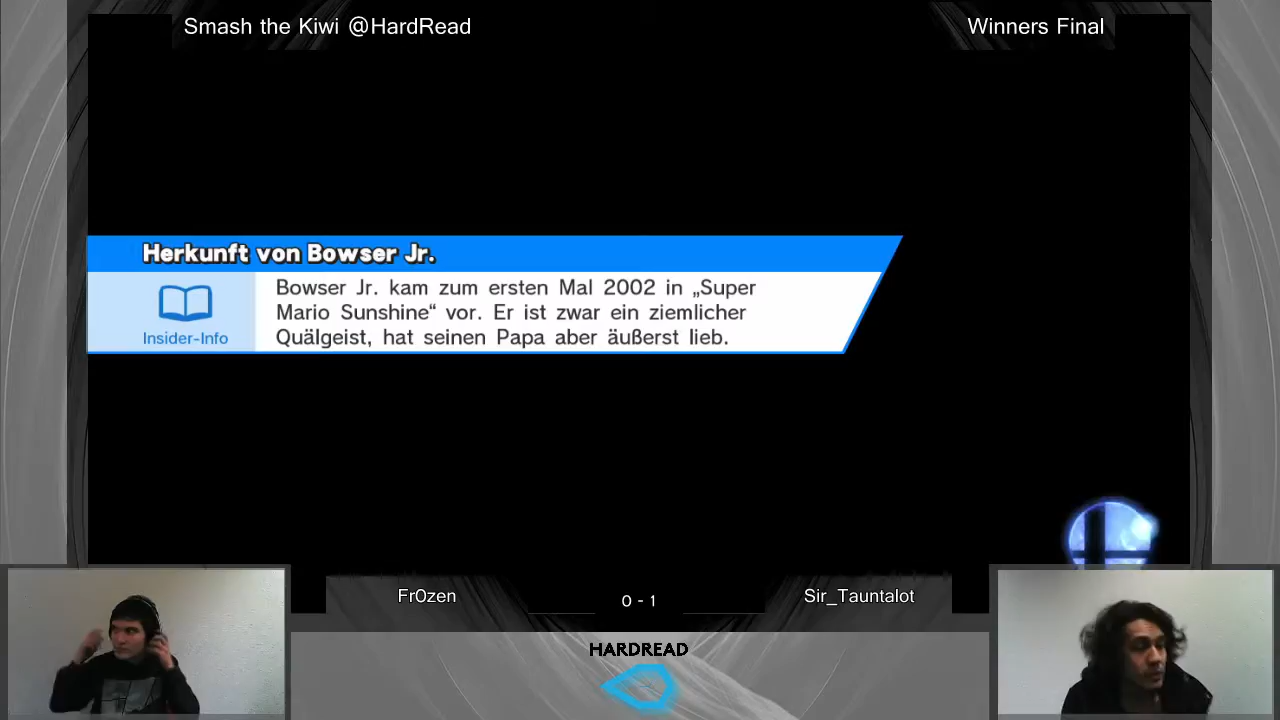 Smash the Kiwi @HardRead
Winners Final
Herkunft von Bowser Jr.
Insider-Info
Bowser Jr. kam zum ersten Mal 2002 in „Super
Mario Sunshine“ vor. Er ist zwar ein ziemlicher
Quälgeist, hat seinen Papa aber äußerst lieb.
Fr0zen
0 - 1
Sir_Tauntalot
HARDREAD